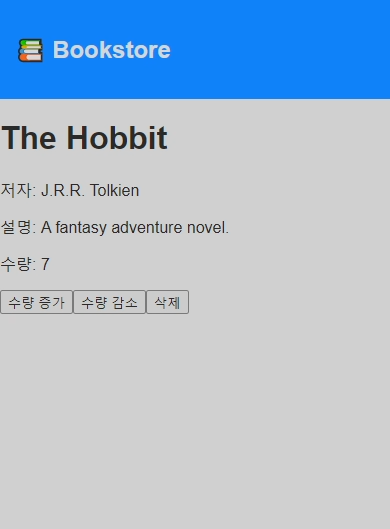 Bookstore
The Hobbit
저자: J.R.R. Tolkien
설명: A fantasy adventure novel.
수량: 7
수량 증가 수량 감소 삭제